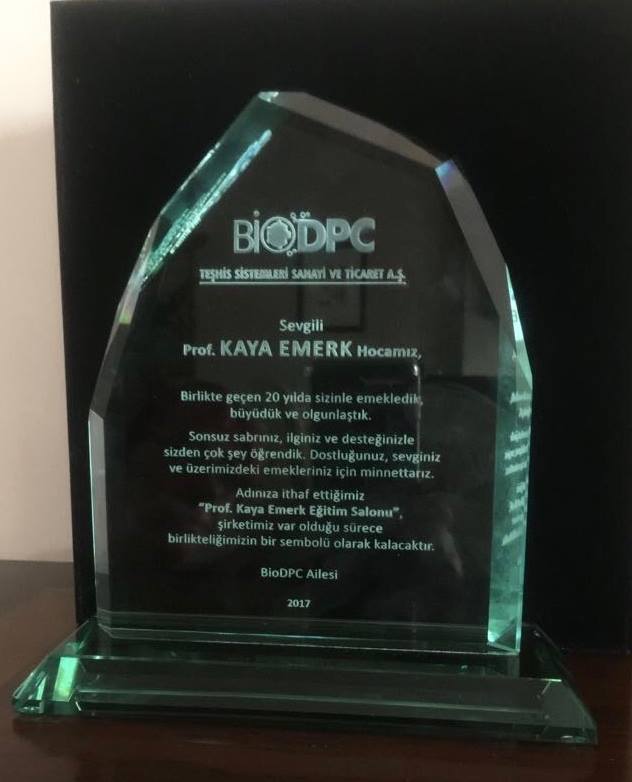 BiODPC
TEŞHİS SİSTEMLERİ SANAYİ VE TİCARET A.Ş.
Sevgili
Prof. KAYA EMERK Hocamız,
Birlikte geçen 20 yılda sizinle emekledik,
büyüdük ve olgunlaştık.
Sonsuz sabrınız, ilginiz ve desteğinizle
sizden çok şey öğrendik. Dostluğunuz, sevginiz
ve üzerimizdeki emekleriniz için minnettarız.
Adınıza ithaf ettiğimiz
"Prof. Kaya Emerk Eğitim Salonu",
şirketimiz var olduğu sürece
birlikteliğimizin bir sembolü olarak kalacaktır.
BioDPC Ailesi
2017